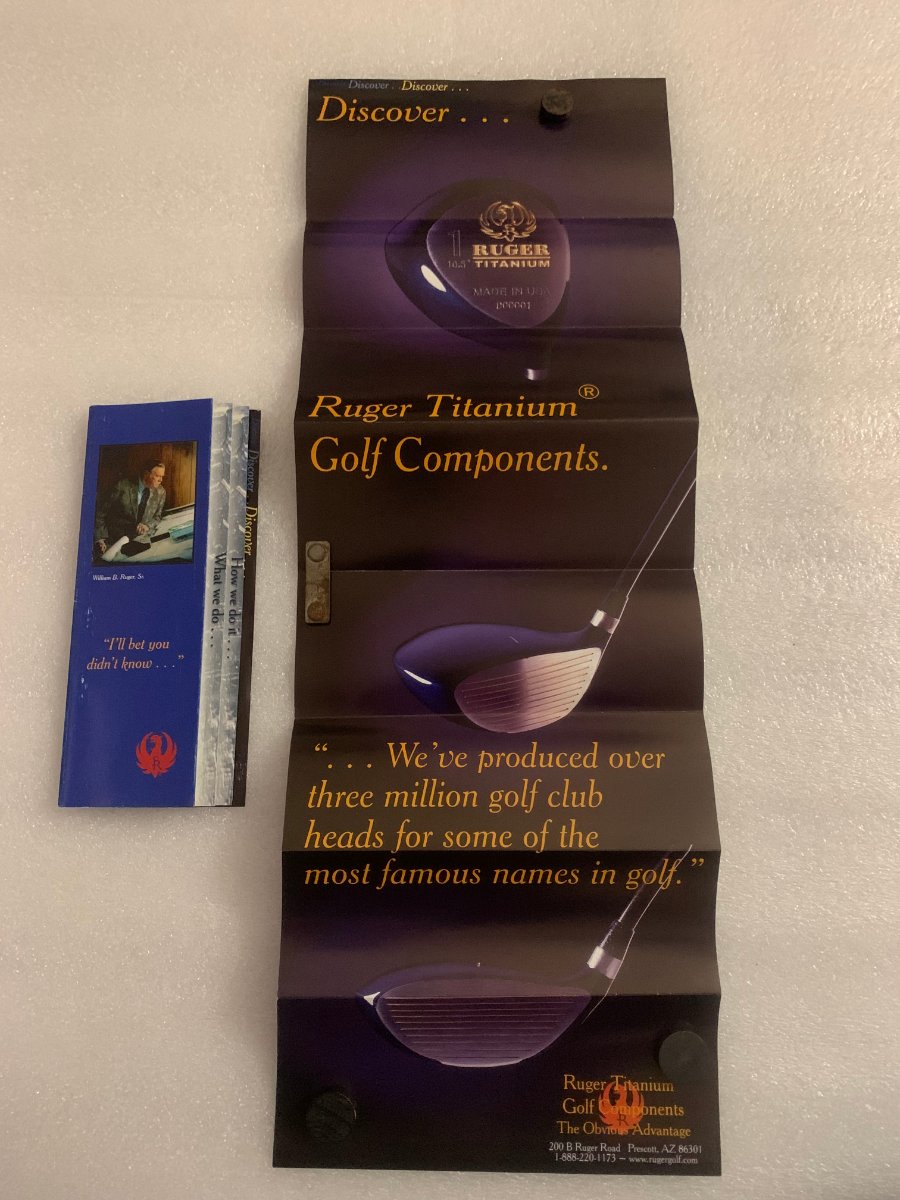 William B. Ruger, Sr.
"I'll bet you
didn't know . . ."
What we do . . .
How we do it . . .
Discover . . .
Discover
Discover . . Discover . . .
Discover . . .
1
10.5°
R
RUGER
TITANIUM
MADE IN USA
000001
Ruger Titanium®
Golf Components.
". . . We've produced over
three million golf club
heads for some of the
most famous names in golf."
Ruger Titanium
Golf Components
The Obvious Advantage
200 B Ruger Road Prescott, AZ 86301
1-888-220-1173 ~ www.rugergolf.com